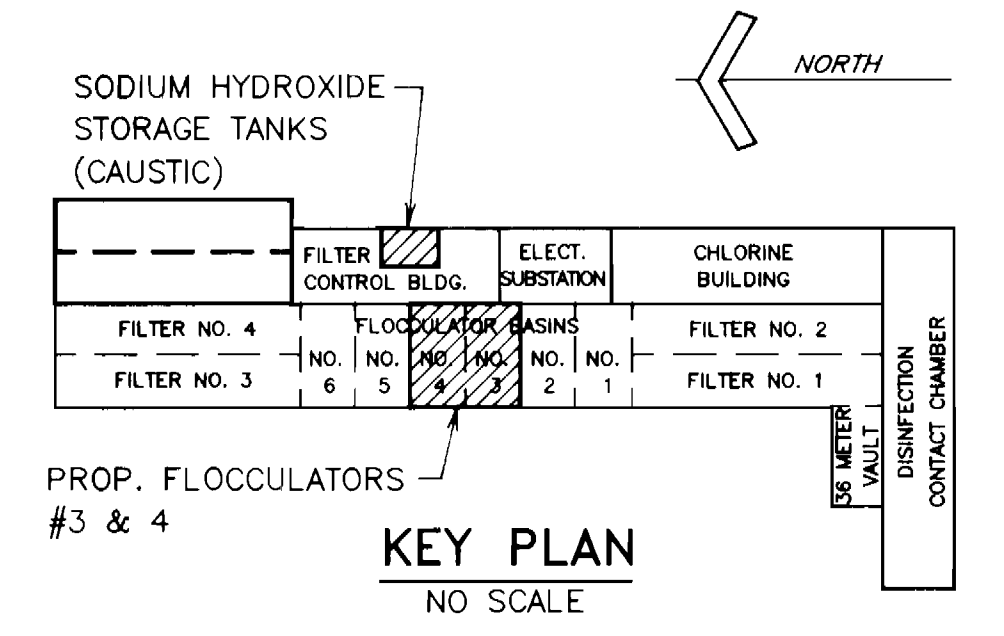 NORTH
SODIUM HYDROXIDE
STORAGE TANKS
(CAUSTIC)
FILTER
CONTROL BLDG.
ELECT.
SUBSTATION
CHLORINE
BUILDING
FILTER NO. 4
FLOCCULATOR BASINS
FILTER NO. 2
FILTER NO. 3
NO.
6
NO.
5
NO.
4
NO.
3
NO.
2
NO.
1
FILTER NO. 1
36 METER
VAULT
DISINFECTION
CONTACT CHAMBER
PROP. FLOCCULATORS
#3 & 4
KEY PLAN
NO SCALE